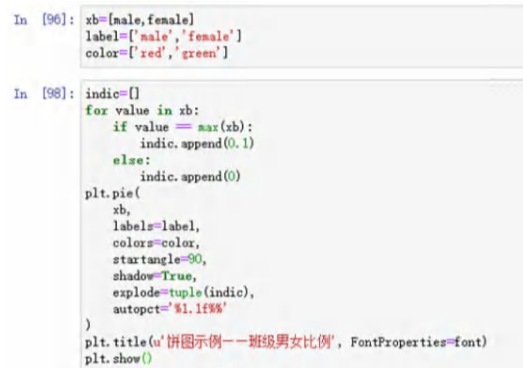 In [96]: xb=[male,female]
label=['male','female']
color=['red','green']
In [98]: indic=[]
for value in xb:
if value == max(xb):
indic.append(0.1)
else:
indic.append(0)
plt.pie(
xb,
labels=label,
colors=color,
startangle=90,
shadow=True,
explode=tuple(indic),
autopct='%1.1f%%'
)
plt.title(u'饼图示例——班级男女比例', FontProperties=font)
plt.show()